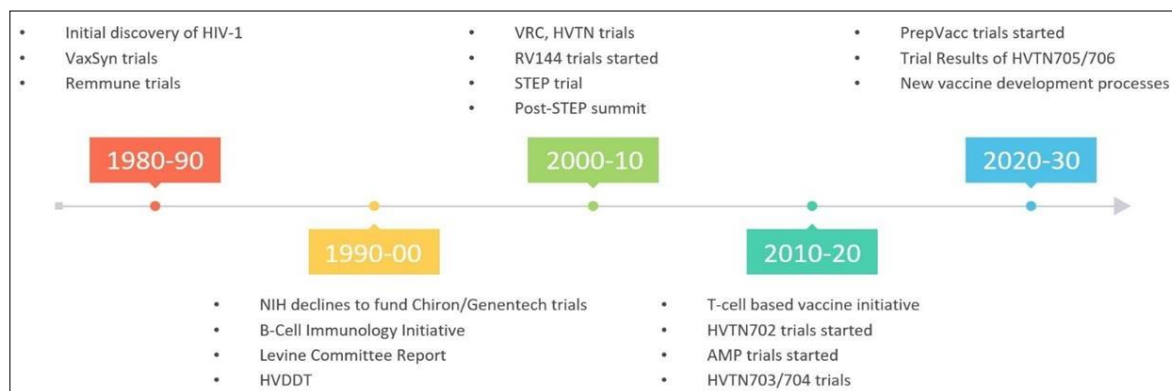 • Initial discovery of HIV-1
• VaxSyn trials
• Remmune trials
1980-90
NIH declines to fund Chiron/Genentech trials
• B-Cell Immunology Initiative
• Levine Committee Report
• HVDDT
1990-00
• VRC, HVTN trials
• RV144 trials started
• STEP trial
• Post-STEP summit
2000-10
• T-cell based vaccine initiative
• HVTN702 trials started
• AMP trials started
• HVTN703/704 trials
2010-20
• PrepVacc trials started
• Trial Results of HVTN705/706
• New vaccine development processes
2020-30